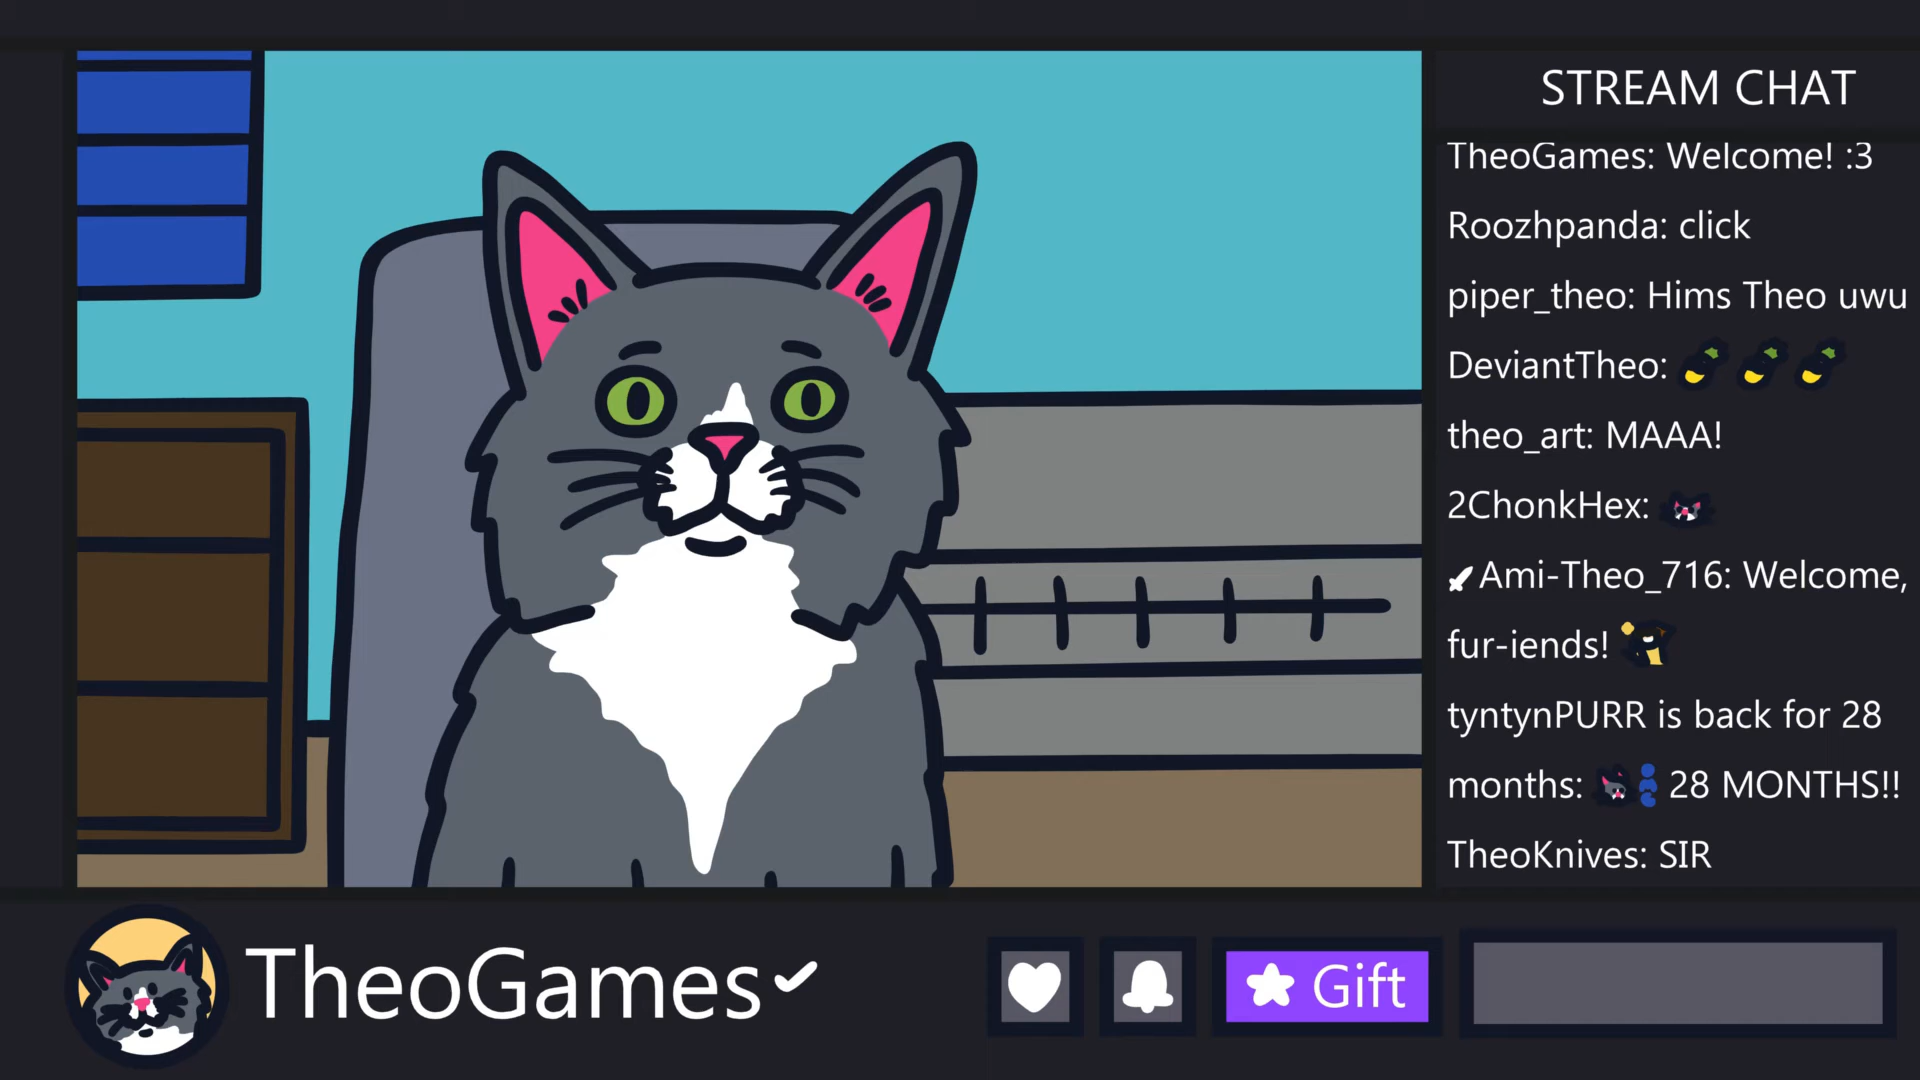 STREAM CHAT
TheoGames: Welcome! :3
Roozhpanda: click
piper_theo: Hims Theo uwu
DeviantTheo:
theo_art: MAAA!
2ChonkHex:
Ami-Theo_716: Welcome,
fur-iends!
tyntynPURR is back for 28
months: 28 MONTHS!!
TheoKnives: SIR
TheoGames
Gift